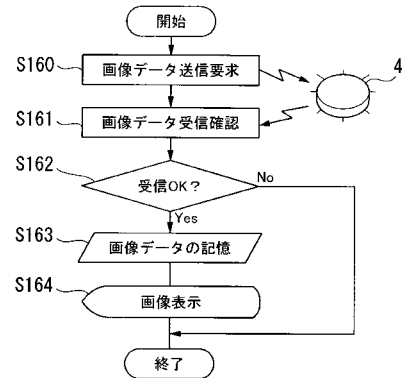 開始
S160
画像データ送信要求
4
S161
画像データ受信確認
S162
受信OK?
No
Yes
S163
画像データの記憶
S164
画像表示
終了